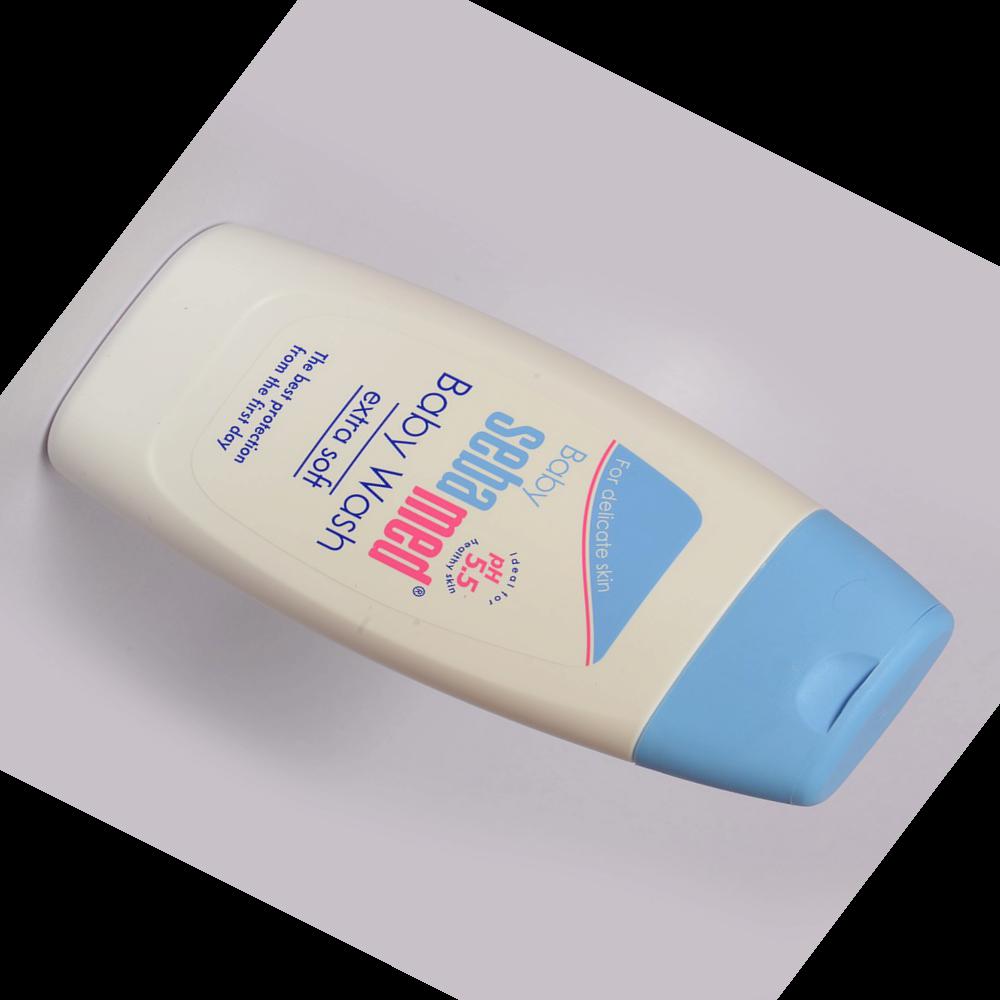 For delicate skin
Baby
sebamed®
ideal for
pH
5.5
healthy skin
Baby Wash
extra soft
The best protection
from the first day